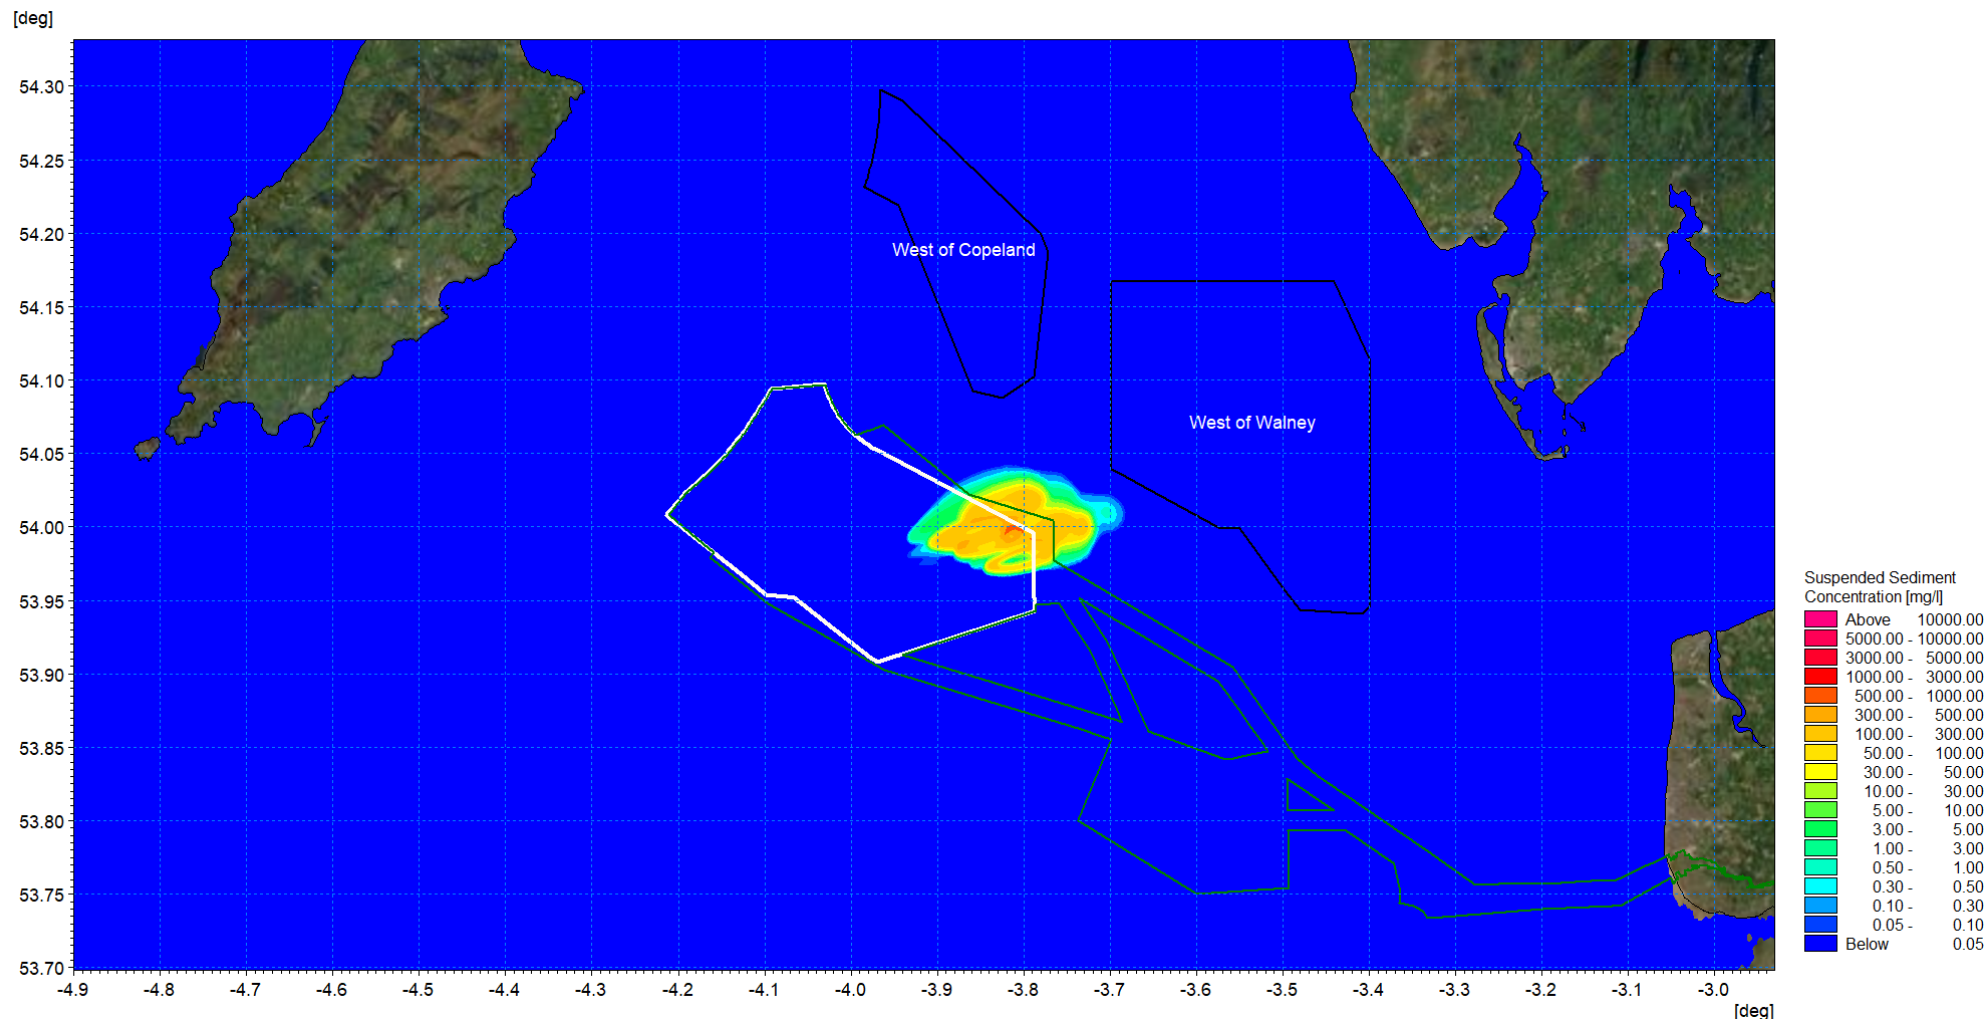 [deg]
54.30
54.25
54.20
54.15
54.10
54.05
54.00
53.95
53.90
53.85
53.80
53.75
53.70
West of Copeland
West of Walney
-4.9 -4.8 -4.7 -4.6 -4.5 -4.4 -4.3 -4.2 -4.1 -4.0 -3.9 -3.8 -3.7 -3.6 -3.5 -3.4 -3.3 -3.2 -3.1 -3.0
[deg]
Suspended Sediment
Concentration [mg/l]
Above 10000.00
5000.00 - 10000.00
3000.00 - 5000.00
1000.00 - 3000.00
500.00 - 1000.00
300.00 - 500.00
100.00 - 300.00
50.00 - 100.00
30.00 - 50.00
10.00 - 30.00
5.00 - 10.00
3.00 - 5.00
1.00 - 3.00
0.50 - 1.00
0.30 - 0.50
0.10 - 0.30
0.05 - 0.10
Below 0.05